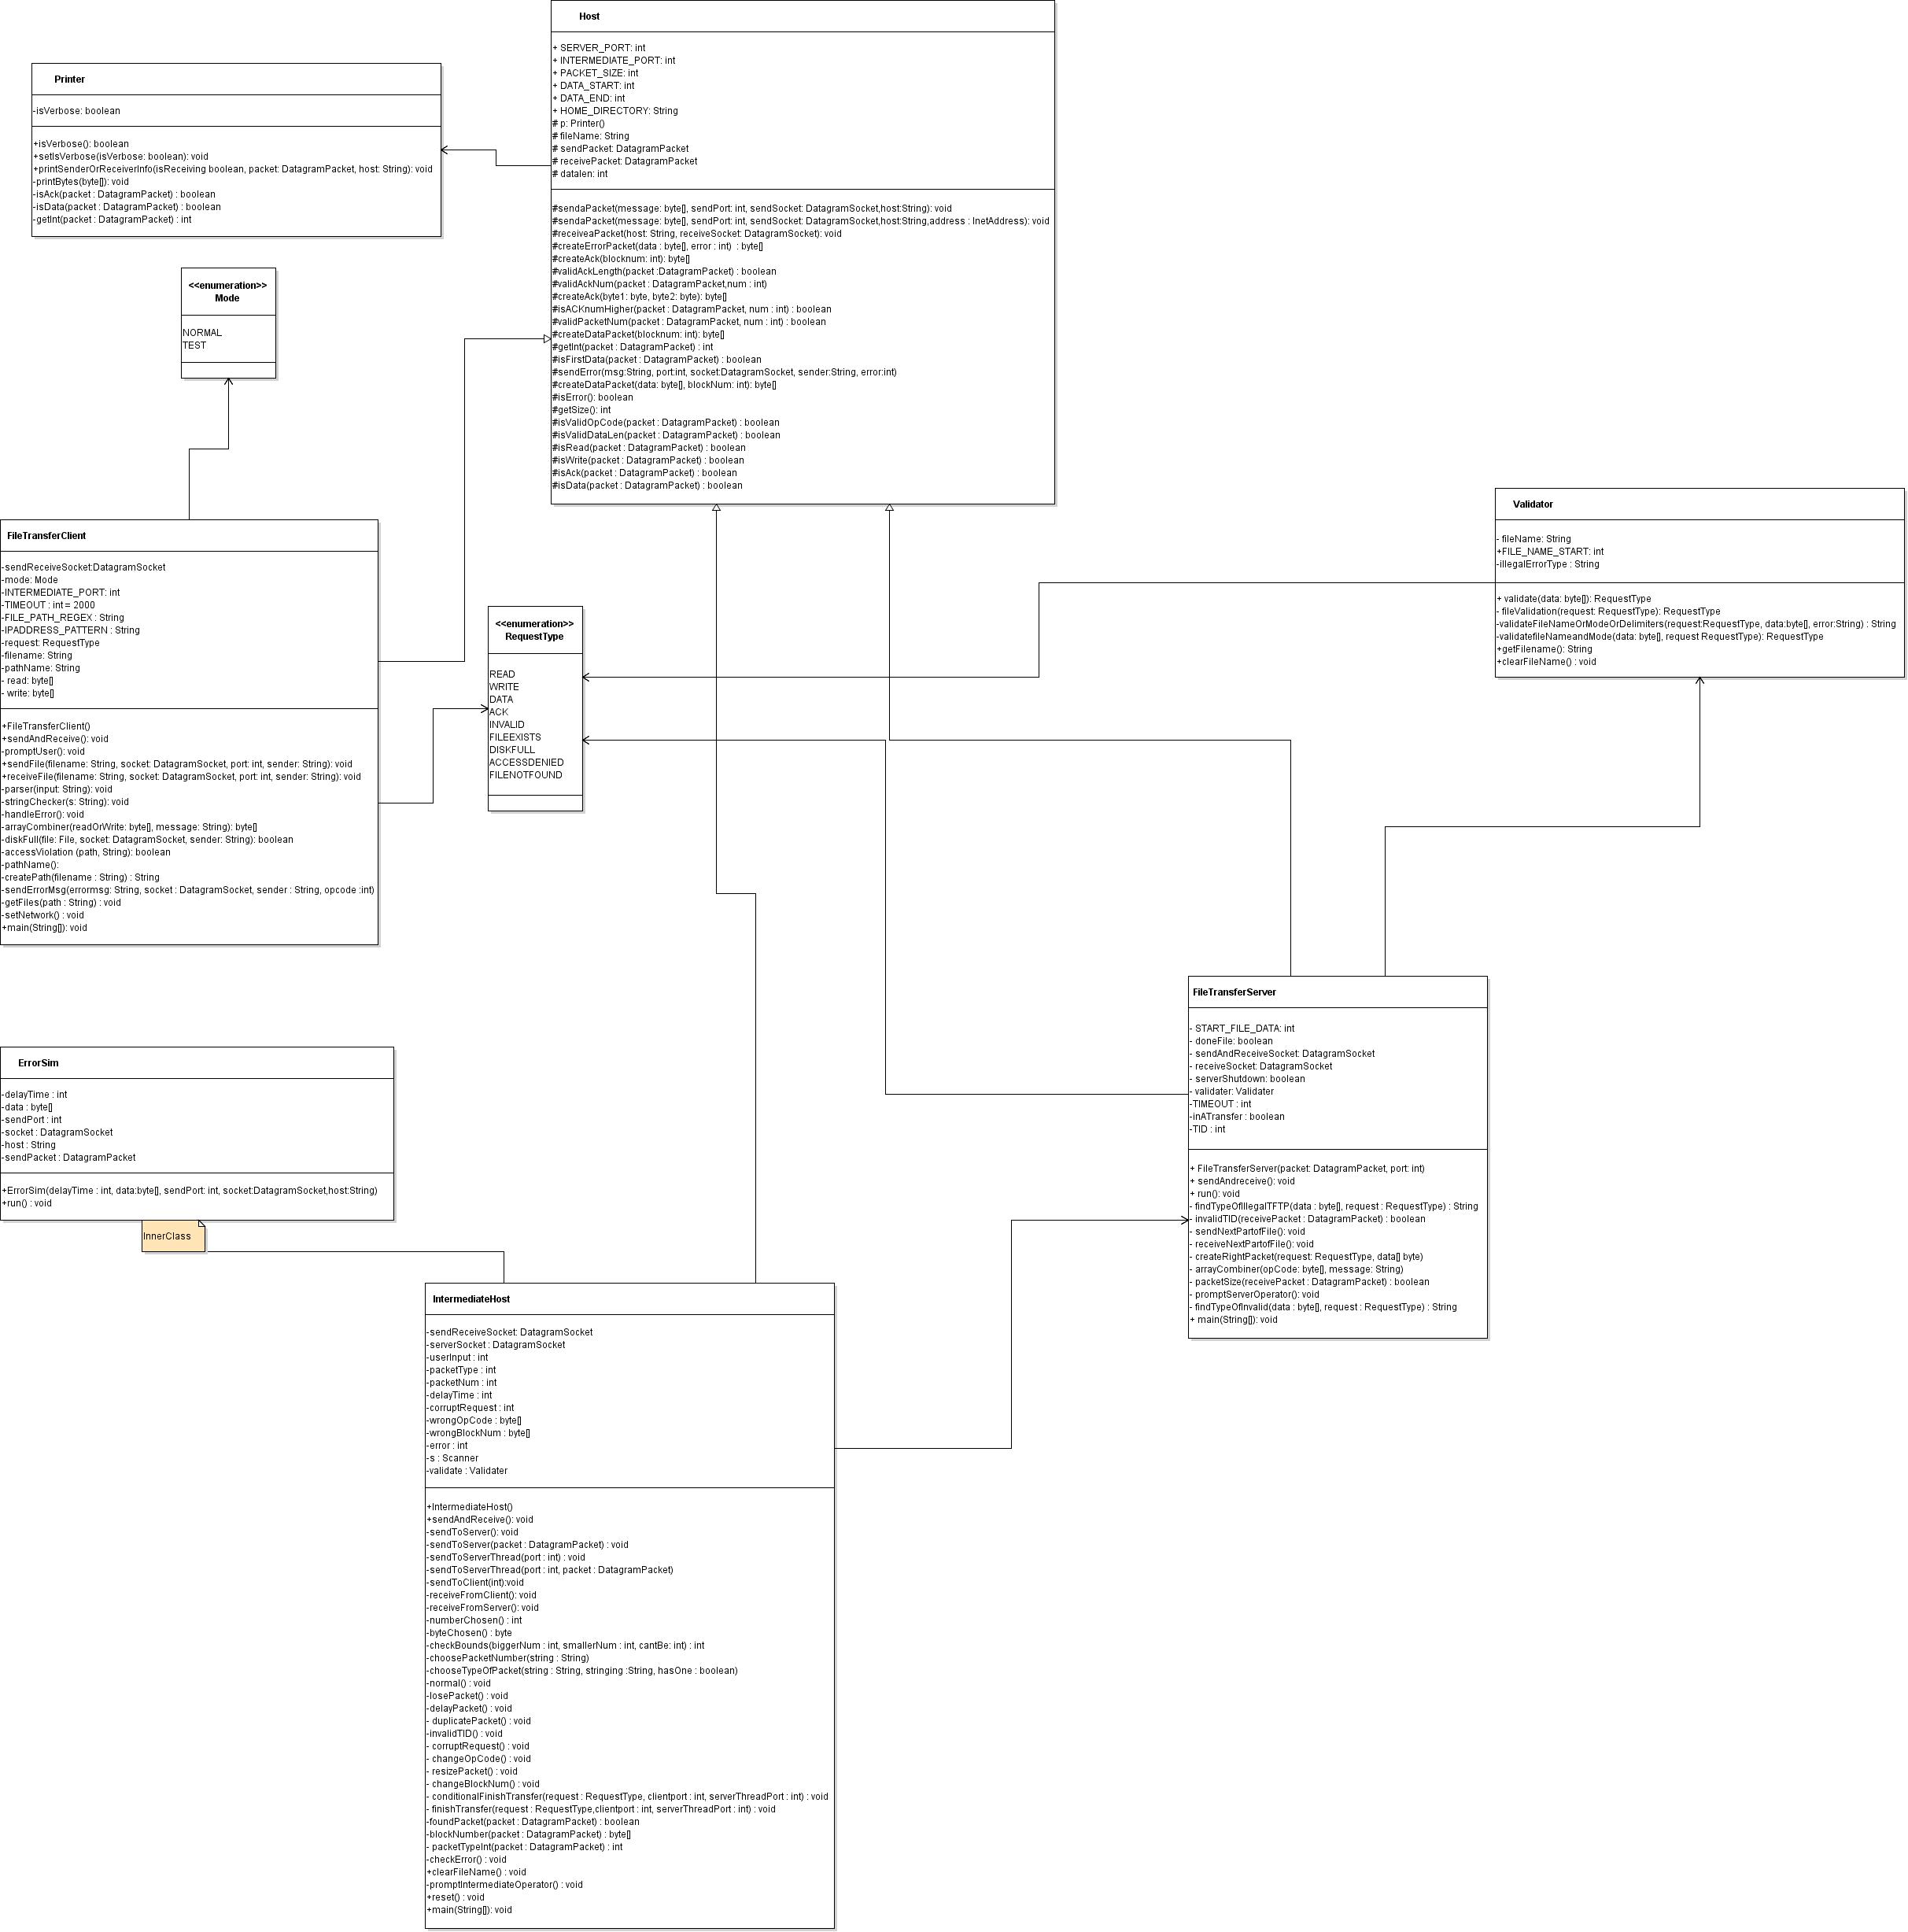 Host
+ SERVER_PORT: int
+ INTERMEDIATE_PORT: int
+ PACKET_SIZE: int
+ DATA_START: int
+ DATA_END: int
+ HOME_DIRECTORY: String
# p: Printer()
# fileName: String
# sendPacket: DatagramPacket
# receivePacket: DatagramPacket
# datalen: int
#sendaPacket(message: byte[], sendPort: int, sendSocket: DatagramSocket,host:String): void
#sendaPacket(message: byte[], sendPort: int, sendSocket: DatagramSocket,host:String,address : InetAddress): void
#receiveaPacket(host: String, receiveSocket: DatagramSocket): void
#createErrorPacket(data : byte[], error : int)  : byte[]
#createAck(blocknum: int): byte[]
#validAckLength(packet :DatagramPacket) : boolean
#validAckNum(packet : DatagramPacket,num : int)
#createAck(byte1: byte, byte2: byte): byte[]
#isACKnumHigher(packet : DatagramPacket, num : int) : boolean
#validPacketNum(packet : DatagramPacket, num : int) : boolean
#createDataPacket(blocknum: int): byte[]
#getInt(packet : DatagramPacket) : int
#isFirstData(packet : DatagramPacket) : boolean
#sendError(msg:String, port:int, socket:DatagramSocket, sender:String, error:int)
#createDataPacket(data: byte[], blockNum: int): byte[]
#isError(): boolean
#getSize(): int
#isValidOpCode(packet : DatagramPacket) : boolean
#isValidDataLen(packet : DatagramPacket) : boolean
#isRead(packet : DatagramPacket) : boolean
#isWrite(packet : DatagramPacket) : boolean
#isAck(packet : DatagramPacket) : boolean
#isData(packet : DatagramPacket) : boolean
Printer
-isVerbose: boolean
+isVerbose(): boolean
+setIsVerbose(isVerbose: boolean): void
+printSenderOrReceiverInfo(isReceiving boolean, packet: DatagramPacket, host: String): void
-printBytes(byte[]): void
-isAck(packet : DatagramPacket) : boolean
-isData(packet : DatagramPacket) : boolean
-getInt(packet : DatagramPacket) : int
<<enumeration>>
Mode
NORMAL
TEST
FileTransferClient
-sendReceiveSocket:DatagramSocket
-mode: Mode
-INTERMEDIATE_PORT: int
-TIMEOUT : int = 2000
-FILE_PATH_REGEX : String
-IPADDRESS_PATTERN : String
-request: RequestType
-filename: String
-pathName: String
- read: byte[]
- write: byte[]
+FileTransferClient()
+sendAndReceive(): void
-promptUser(): void
+sendFile(filename: String, socket: DatagramSocket, port: int, sender: String): void
+receiveFile(filename: String, socket: DatagramSocket, port: int, sender: String): void
-parser(input: String): void
-stringChecker(s: String): void
-handleError(): void
-arrayCombiner(readOrWrite: byte[], message: String): byte[]
-diskFull(file: File, socket: DatagramSocket, sender: String): boolean
-accessViolation (path, String): boolean
-pathName():
-createPath(filename : String) : String
-sendErrorMsg(errormsg: String, socket : DatagramSocket, sender : String, opcode :int)
-getFiles(path : String) : void
-setNetwork() : void
+main(String[]): void
<<enumeration>>
RequestType
READ
WRITE
DATA
ACK
INVALID
FILEEXISTS
DISKFULL
ACCESSDENIED
FILENOTFOUND
Validator
- fileName: String
+FILE_NAME_START: int
-illegalErrorType : String
+ validate(data: byte[]): RequestType
- fileValidation(request: RequestType): RequestType
-validateFileNameOrModeOrDelimiters(request:RequestType, data:byte[], error:String) : String
-validatefileNameandMode(data: byte[], request RequestType): RequestType
+getFilename(): String
+clearFileName() : void
FileTransferServer
- START_FILE_DATA: int
- doneFile: boolean
- sendAndReceiveSocket: DatagramSocket
- receiveSocket: DatagramSocket
- serverShutdown: boolean
- validater: Validater
-TIMEOUT : int
-inATransfer : boolean
-TID : int
+ FileTransferServer(packet: DatagramPacket, port: int)
+ sendAndreceive(): void
+ run(): void
- findTypeOfIllegalTFTP(data : byte[], request : RequestType) : String
- invalidTID(receivePacket : DatagramPacket) : boolean
- sendNextPartofFile(): void
- receiveNextPartofFile(): void
- createRightPacket(request: RequestType, data[] byte)
- arrayCombiner(opCode: byte[], message: String)
- packetSize(receivePacket : DatagramPacket) : boolean
- promptServerOperator(): void
- findTypeOfInvalid(data : byte[], request : RequestType) : String
+ main(String[]): void
ErrorSim
-delayTime : int
-data : byte[]
-sendPort : int
-socket : DatagramSocket
-host : String
-sendPacket : DatagramPacket
+ErrorSim(delayTime : int, data:byte[], sendPort: int, socket:DatagramSocket,host:String)
+run() : void
InnerClass
IntermediateHost
-sendReceiveSocket: DatagramSocket
-serverSocket : DatagramSocket
-userInput : int
-packetType : int
-packetNum : int
-delayTime : int
-corruptRequest : int
-wrongOpCode : byte[]
-wrongBlockNum : byte[]
-error : int
-s : Scanner
-validate : Validater
+IntermediateHost()
+sendAndReceive(): void
-sendToServer(): void
-sendToServer(packet : DatagramPacket) : void
-sendToServerThread(port : int) : void
-sendToServerThread(port : int, packet : DatagramPacket)
-sendToClient(int):void
-receiveFromClient(): void
-receiveFromServer(): void
-numberChosen() : int
-byteChosen() : byte
-checkBounds(biggerNum : int, smallerNum : int, cantBe: int) : int
-choosePacketNumber(string : String)
-chooseTypeOfPacket(string : String, stringing :String, hasOne : boolean)
-normal() : void
-losePacket() : void
-delayPacket() : void
- duplicatePacket() : void
-invalidTID() : void
- corruptRequest() : void
- changeOpCode() : void
- resizePacket() : void
- changeBlockNum() : void
- conditionalFinishTransfer(request : RequestType, clientport : int, serverThreadPort : int) : void
- finishTransfer(request : RequestType,clientport : int, serverThreadPort : int) : void
-foundPacket(packet : DatagramPacket) : boolean
-blockNumber(packet : DatagramPacket) : byte[]
- packetTypeInt(packet : DatagramPacket) : int
-checkError() : void
+clearFileName() : void
-promptIntermediateOperator() : void
+reset() : void
+main(String[]): void